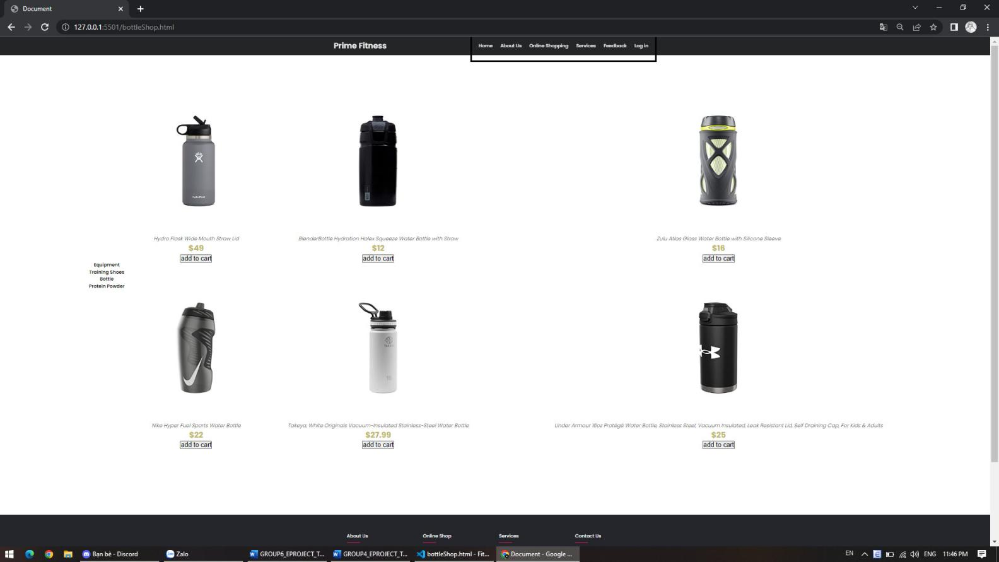 Document
127.0.0.1:5501/bottleShop.html
Prime Fitness
Home About Us Online Shopping Services Feedback Log in
Hydro Flask
Hydro Flask Wide Mouth Straw Lid
$49
add to cart
BlenderBottle Hydration Halex Squeeze Water Bottle with Straw
$12
add to cart
Zulu Atlas Glass Water Bottle with Silicone Sleeve
$16
add to cart
Equipment
Training Shoes
Bottle
Protein Powder
TAKEYA
Nike Hyper Fuel Sports Water Bottle
$22
add to cart
Takeya, White Originals Vacuum-Insulated Stainless-Steel Water Bottle
$27.99
add to cart
Under Armour 16oz Protégé Water Bottle, Stainless Steel, Vacuum Insulated, Leak Resistant Lid, Self Draining Cap, For Kids & Adults
$25
add to cart
About Us Online Shop Services Contact Us
Bạn bè - Discord
Zalo
GROUP6_EPROJECT_T...
GROUP4_EPROJECT_T...
bottleShop.html - Fit...
Document - Google ...
EN
ENG
11:46 PM